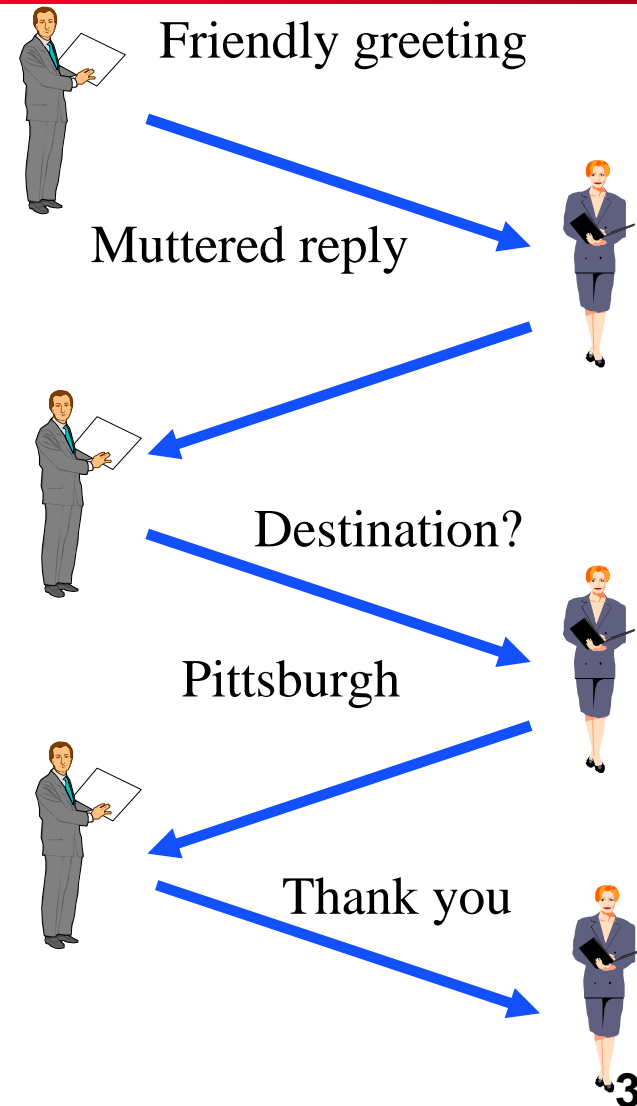 Friendly greeting
Muttered reply
Destination?
Pittsburgh
Thank you
3